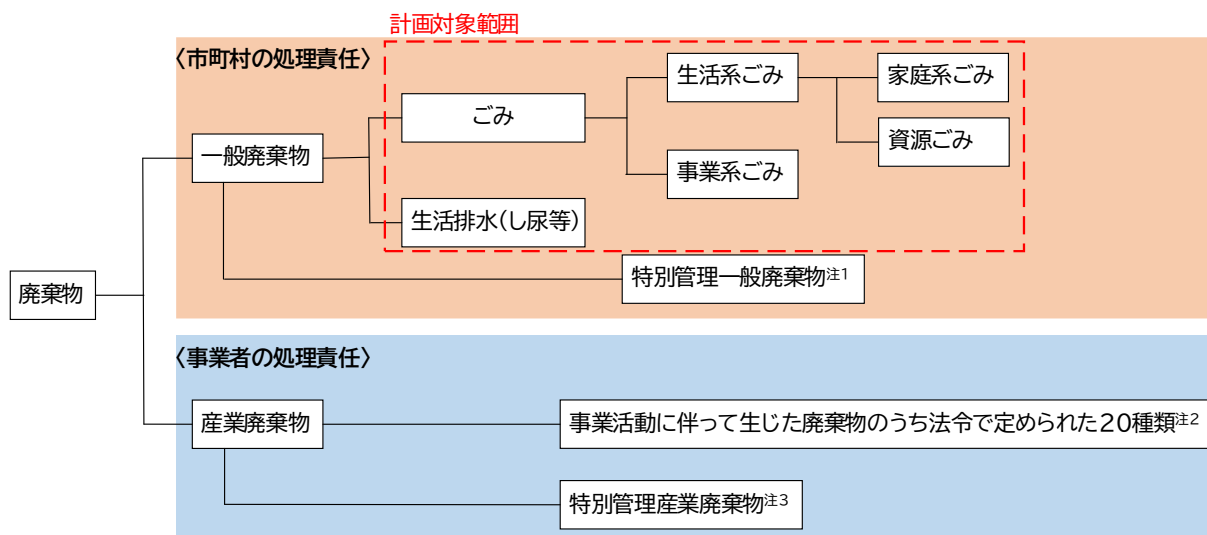 計画対象範囲
〈市町村の処理責任〉
生活系ごみ
家庭系ごみ
ごみ
資源ごみ
一般廃棄物
事業系ごみ
生活排水(し尿等)
特別管理一般廃棄物注1
廃棄物
〈事業者の処理責任〉
産業廃棄物
事業活動に伴って生じた廃棄物のうち法令で定められた20種類注2
特別管理産業廃棄物注3